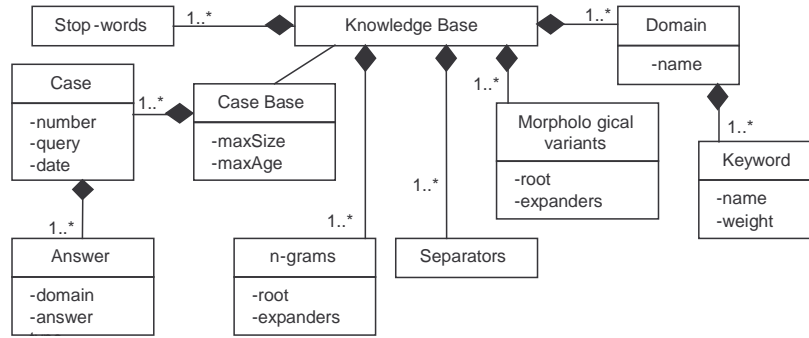 Stop -words
1..*
Knowledge Base
1..*
Domain
-name
Case
-number
-query
-date
1..*
Case Base
-maxSize
-maxAge
Morpholo gical
variants
-root
-expanders
1..*
1..*
Keyword
-name
-weight
1..*
1..*
1..*
Answer
-domain
-answer
n-grams
-root
-expanders
Separators